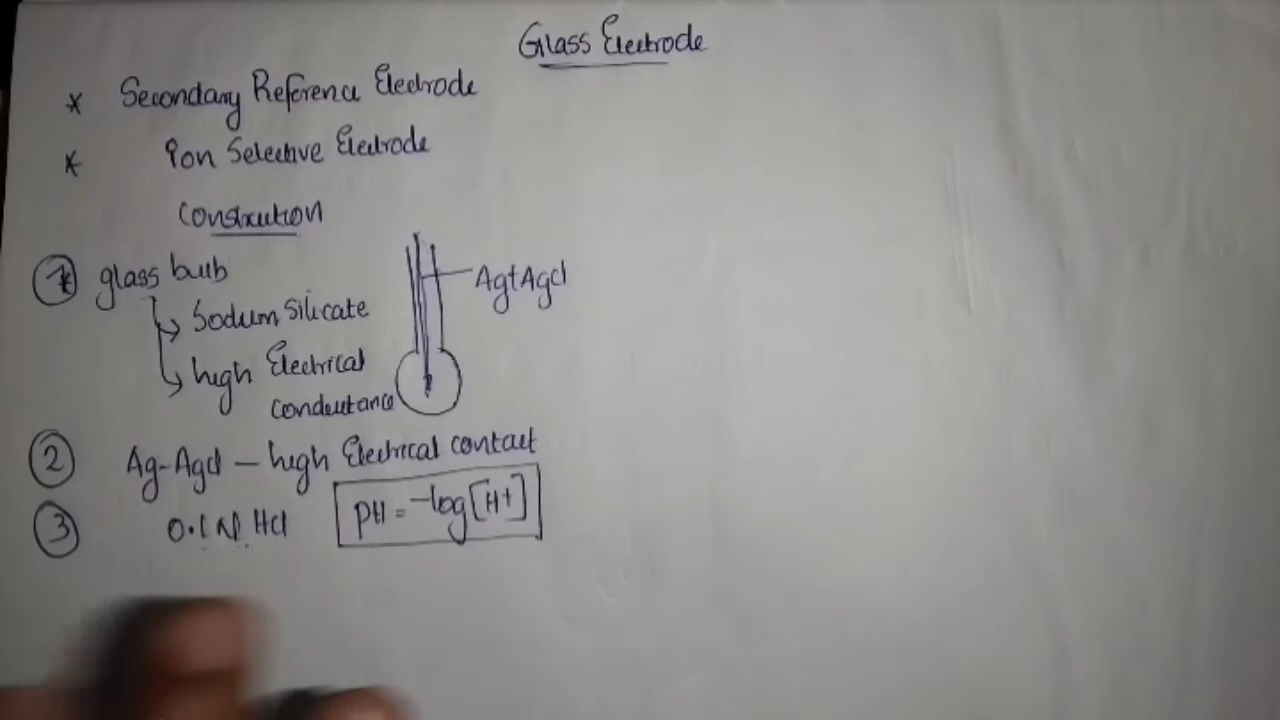 Glass Electrode
* Secondary Reference Electrode
* Ion Selective Electrode
Construction
1 glass bulb
→ Sodium Silicate
→ high Electrical
conductance
Ag+Agcl
2 Ag-Agcl - high Electrical contact
3 0.1 N HCl
PH = -log[H+]